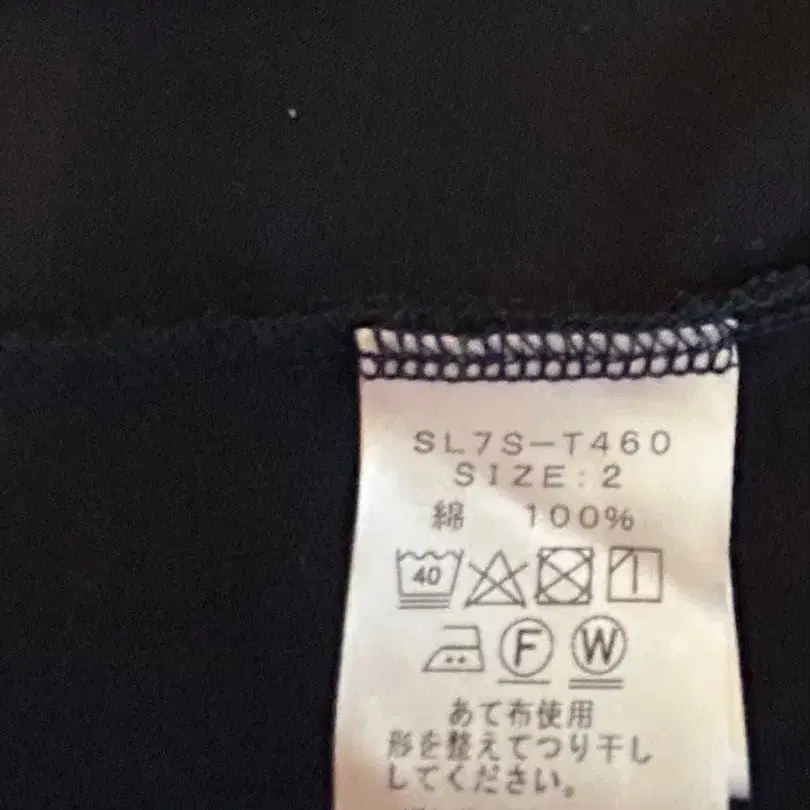 SL7S-T460
SIZE:2
綿 100%
40
F W
あて布使用
形を整えてつり干し
してください。